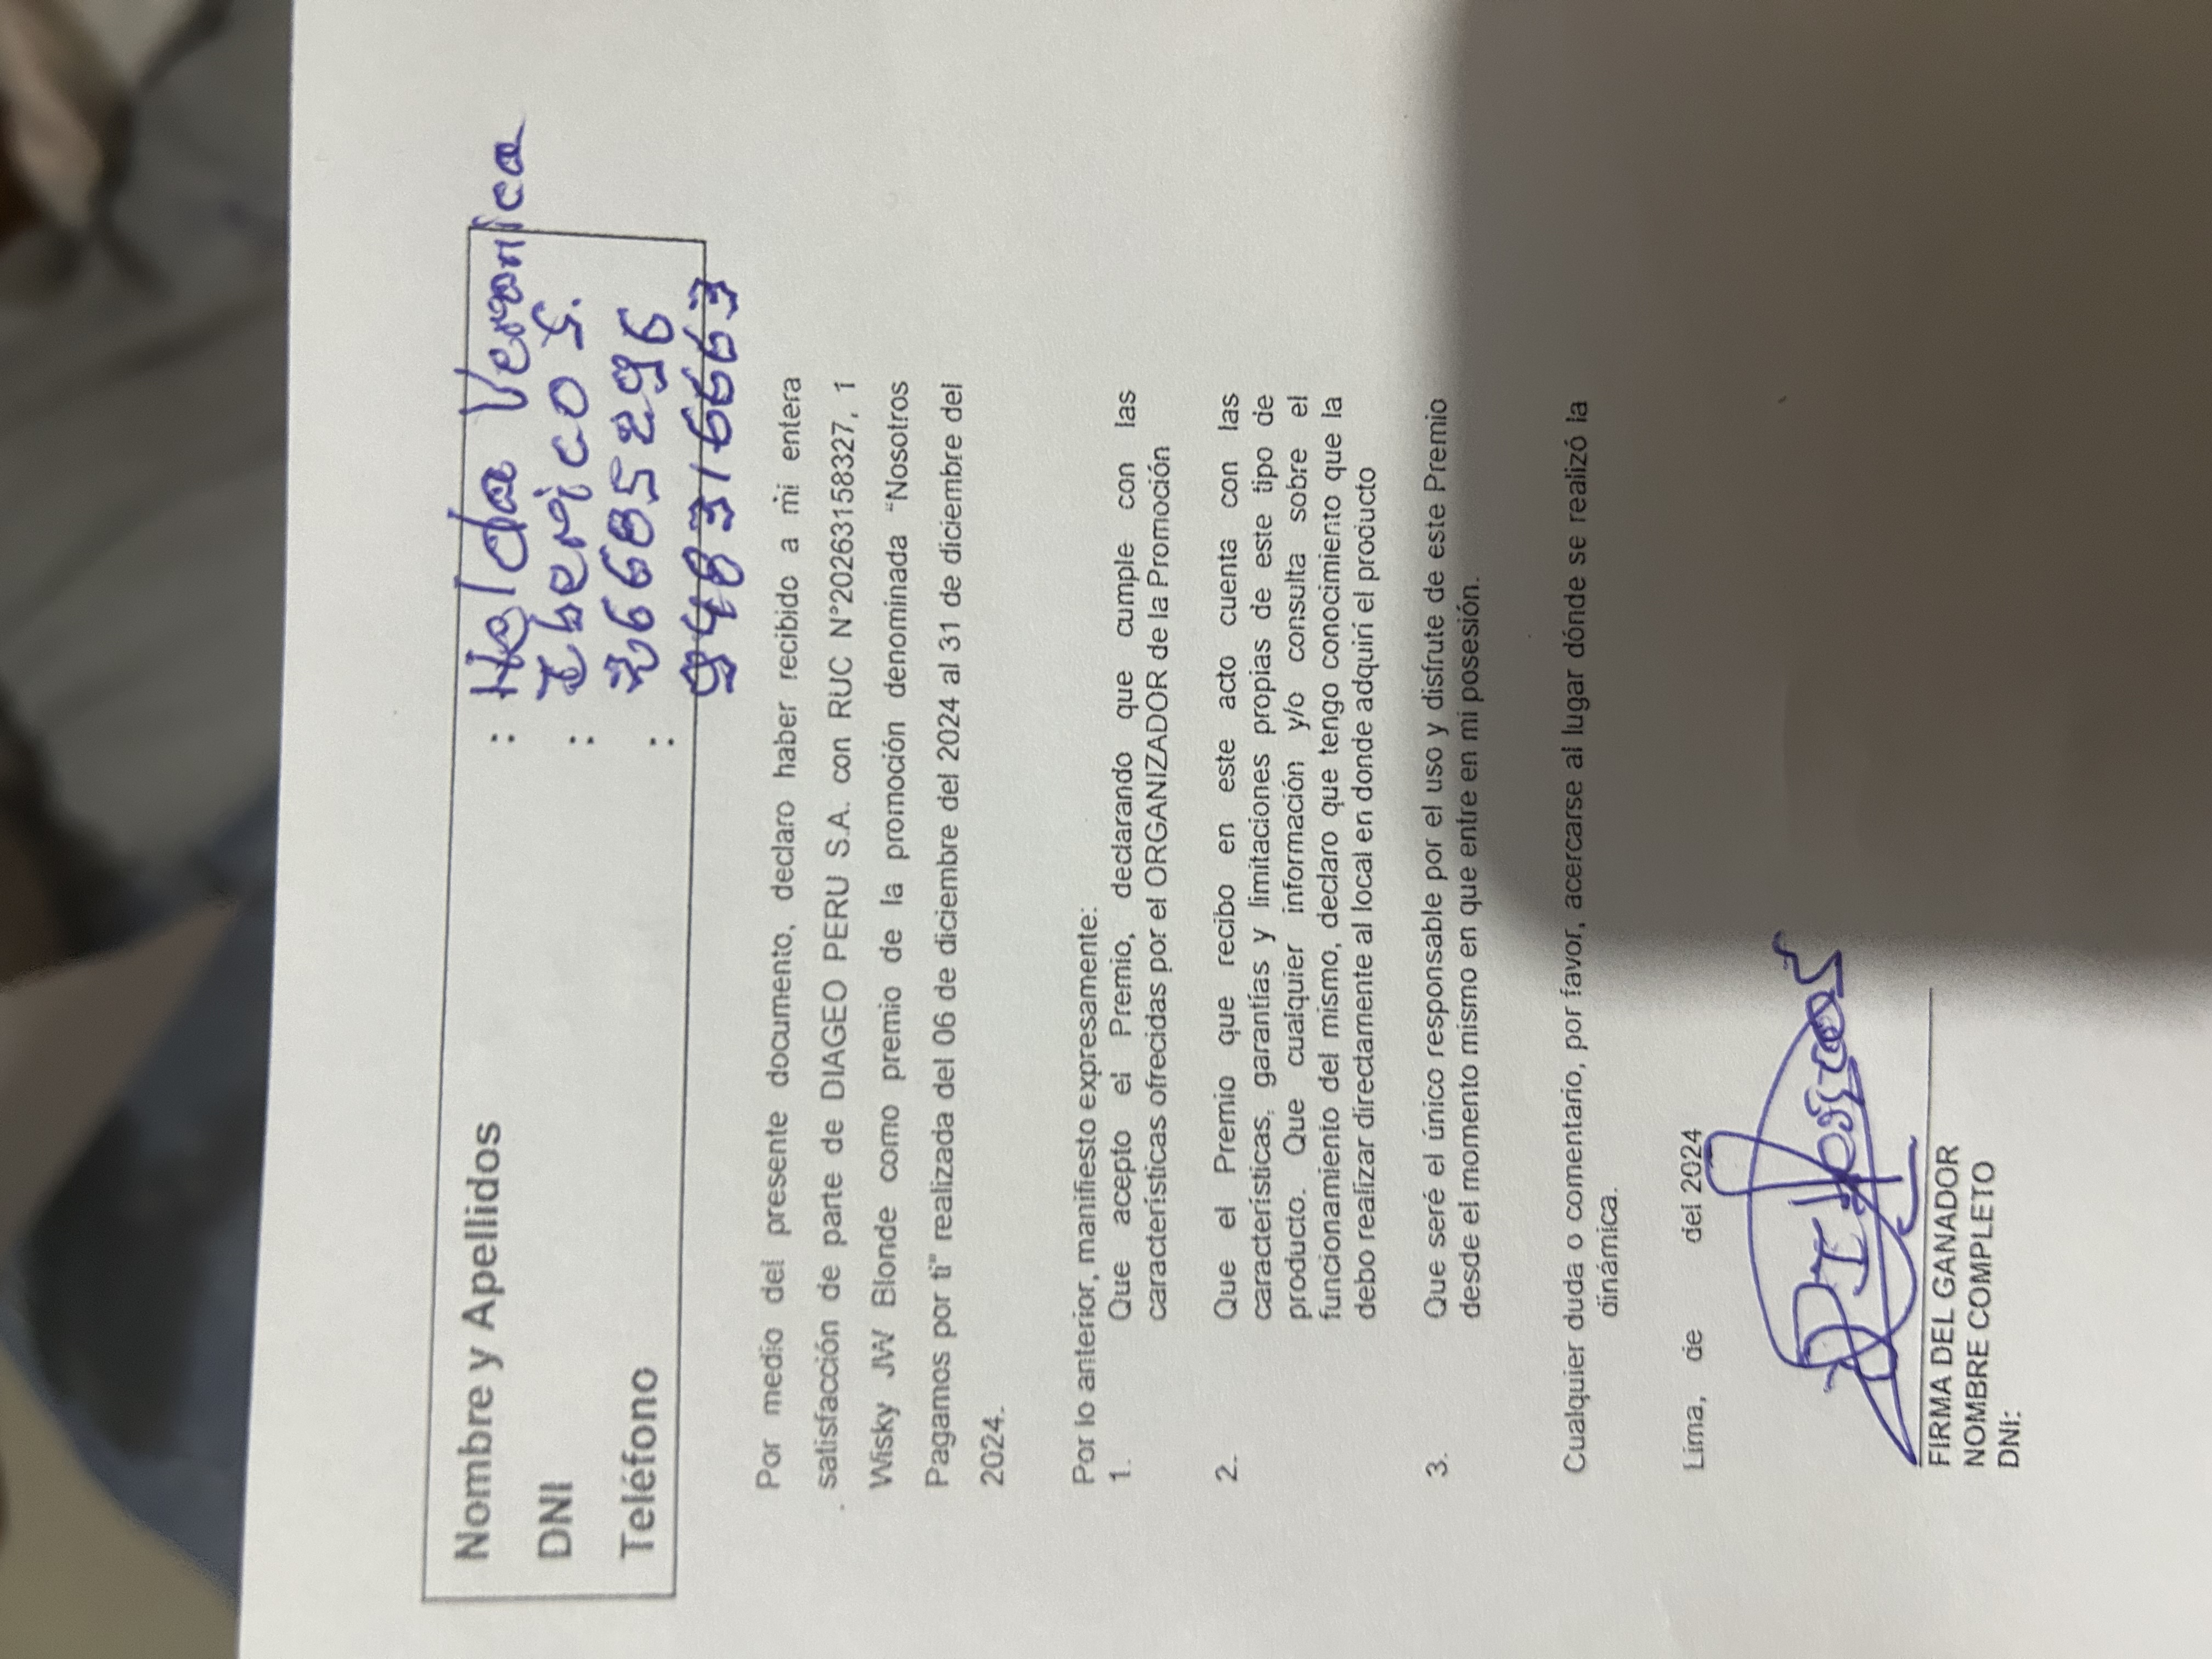 Nombre y Apellidos : Helda Veronica
DNI : Iberico S.
Teléfono : 26685296
948316663
Por medio del presente documento, declaro haber recibido a mi entera
satisfacción de parte de DIAGEO PERU S.A. con RUC N°20263158327, 1
Wisky JW Blonde como premio de la promoción denominada “Nosotros
Pagamos por ti” realizada del 06 de diciembre del 2024 al 31 de diciembre del
2024.
Por lo anterior, manifiesto expresamente:
1. Que acepto el Premio, declarando que cumple con las
características ofrecidas por el ORGANIZADOR de la Promoción
2. Que el Premio que recibo en este acto cuenta con las
características, garantías y limitaciones propias de este tipo de
producto. Que cualquier información y/o consulta sobre el
funcionamiento del mismo, declaro que tengo conocimiento que la
debo realizar directamente al local en donde adquirí el producto
3. Que seré el único responsable por el uso y disfrute de este Premio
desde el momento mismo en que entre en mi posesión.
Cualquier duda o comentario, por favor, acercarse al lugar dónde se realizó la
dinámica.
Lima, de del 2024
FIRMA DEL GANADOR
NOMBRE COMPLETO
DNI: